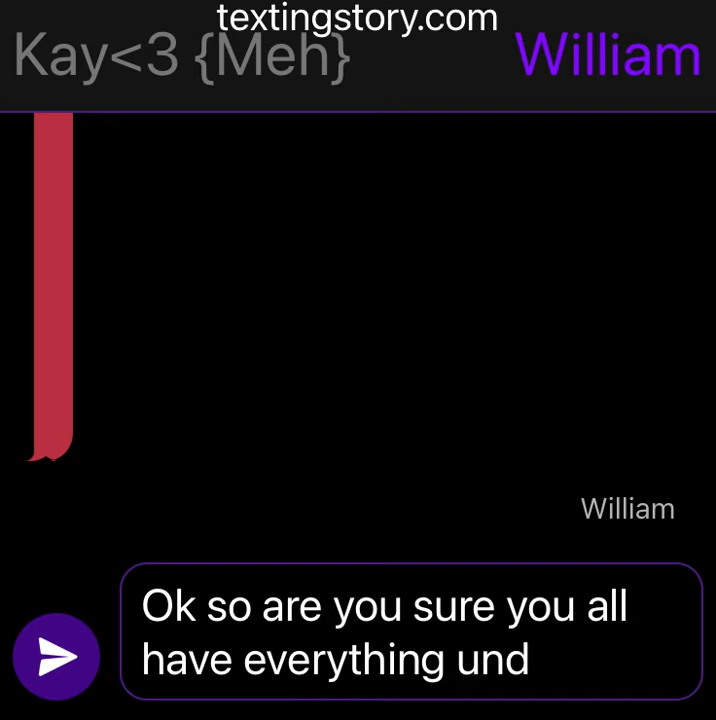 textingstory.com
Kay<3 {Meh} William
William
Ok so are you sure you all
have everything und